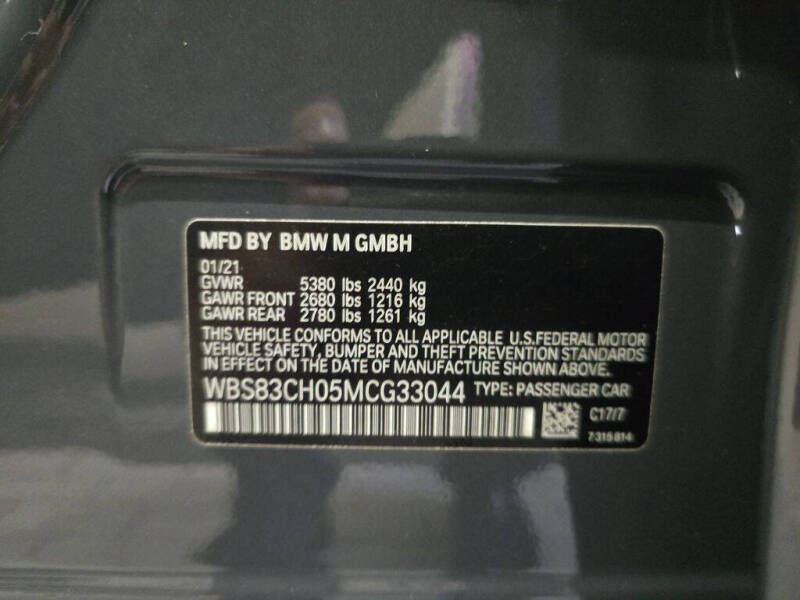 MFD BY BMW M GMBH
01/21
GVWR 5380 lbs 2440 kg
GAWR FRONT 2680 lbs 1216 kg
GAWR REAR 2780 lbs 1261 kg
THIS VEHICLE CONFORMS TO ALL APPLICABLE U.S.FEDERAL MOTOR
VEHICLE SAFETY, BUMPER AND THEFT PREVENTION STANDARDS
IN EFFECT ON THE DATE OF MANUFACTURE SHOWN ABOVE.
WBS83CH05MCG33044 TYPE: PASSENGER CAR
C17/7
7315814